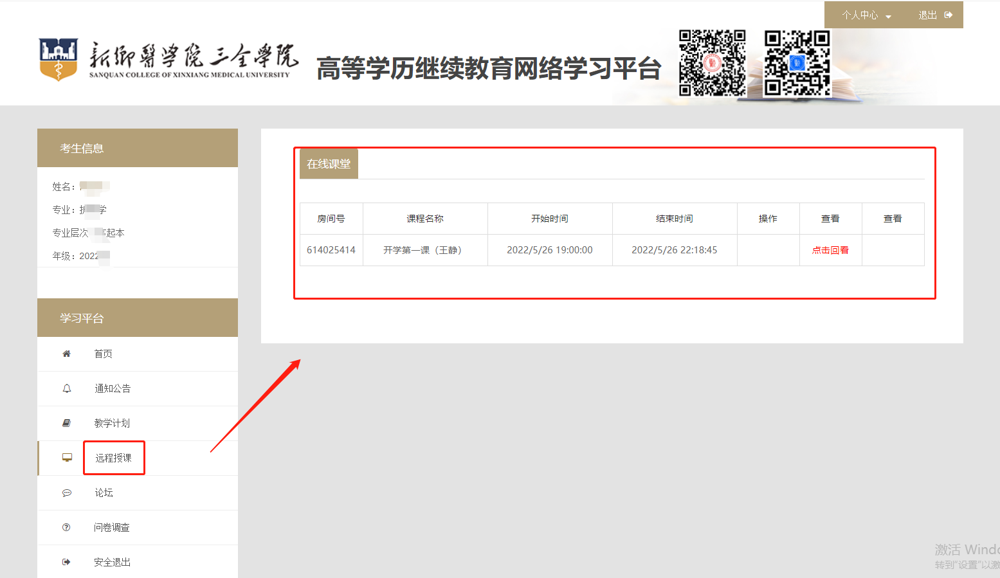 个人中心 退出
新鄉醫学院三全學院
SANQUAN COLLEGE OF XINXIANG MEDICAL UNIVERSITY
高等学历继续教育网络学习平台
考生信息
姓名：
专业：护 学
专业层次 起本
年级：2022
学习平台
首页
通知公告
教学计划
远程授课
论坛
问卷调查
安全退出
在线课堂
房间号 课程名称 开始时间 结束时间 操作 查看 查看
614025414 开学第一课（王静） 2022/5/26 19:00:00 2022/5/26 22:18:45 点击回看
激活 Windo
转到"设置"以激